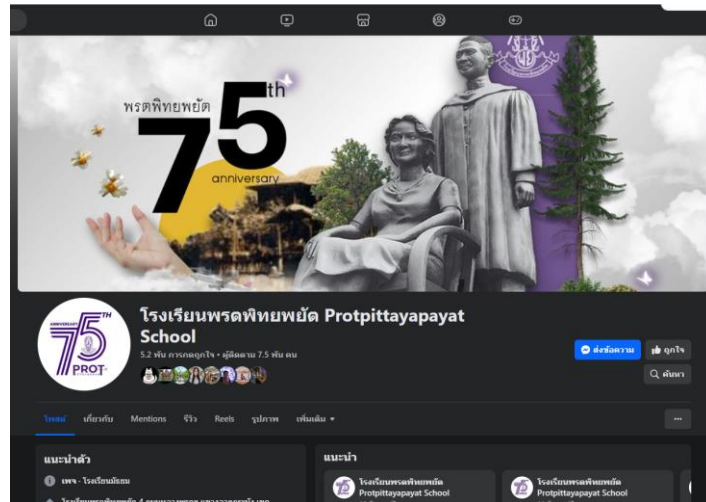 พรตพิทยพยัต
75th
anniversary
ANNIVERSARY
75TH
PROT
โรงเรียนพรตพิทยพยัต Protpittayapayat
School
5.2 พัน การกดถูกใจ • ผู้ติดตาม 7.5 พัน คน
ส่งข้อความ
ถูกใจ
ค้นหา
โพสต์ เกี่ยวกับ Mentions รีวิว Reels รูปภาพ เพิ่มเติม
แนะนำตัว
เพจ · โรงเรียนมัธยม
แนะนำ
โรงเรียนพรตพิทยพยัต
Protpittayapayat School
โรงเรียนพรตพิทยพยัต
Protpittayapayat School